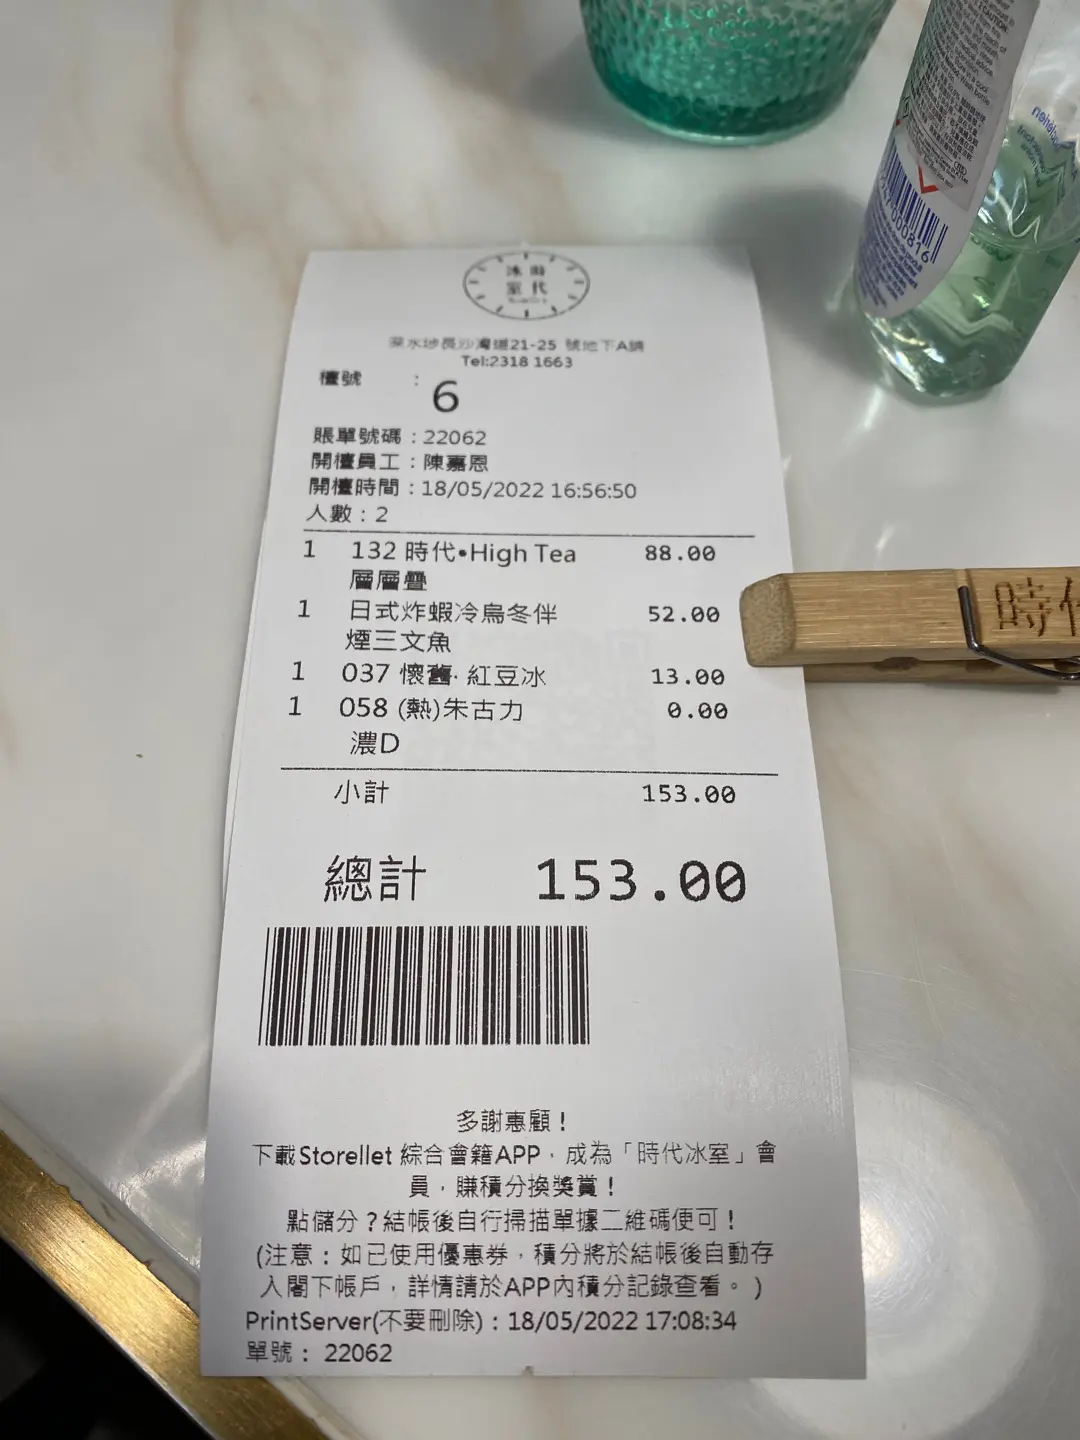 冰 時
室 代
深水埗長沙灣道21-25 號地下A舖
Tel:2318 1663
檯號 : 6
賬單號碼：22062
開檯員工：陳嘉恩
開檯時間：18/05/2022 16:56:50
人數：2
1 132 時代•High Tea 88.00
層層疊
1 日式炸蝦冷烏冬伴 52.00
煙三文魚
1 037 懷舊· 紅豆冰 13.00
1 058 (熱)朱古力 0.00
濃D
小計 153.00
總計 153.00
多謝惠顧！
下載Storellet 綜合會籍APP，成為「時代冰室」會
員，賺積分換獎賞！
點儲分？結帳後自行掃描單據二維碼便可！
(注意：如已使用優惠券，積分將於結帳後自動存
入閣下帳戶，詳情請於APP內積分記錄查看。)
PrintServer(不要刪除)：18/05/2022 17:08:34
單號： 22062
時代
000816